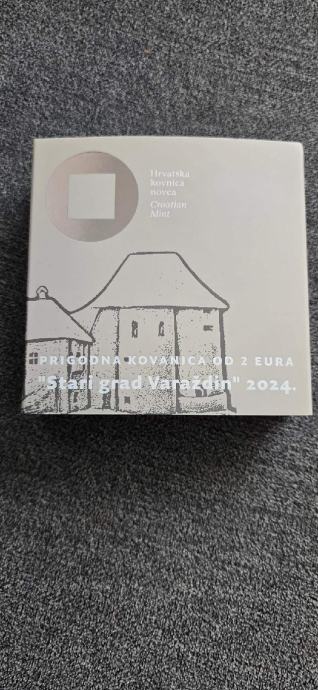 Hrvatska
kovnica
novca
Croatian
Mint
PRIGODNA KOVANICA OD 2 EURA
"Stari grad Varaždin" 2024.